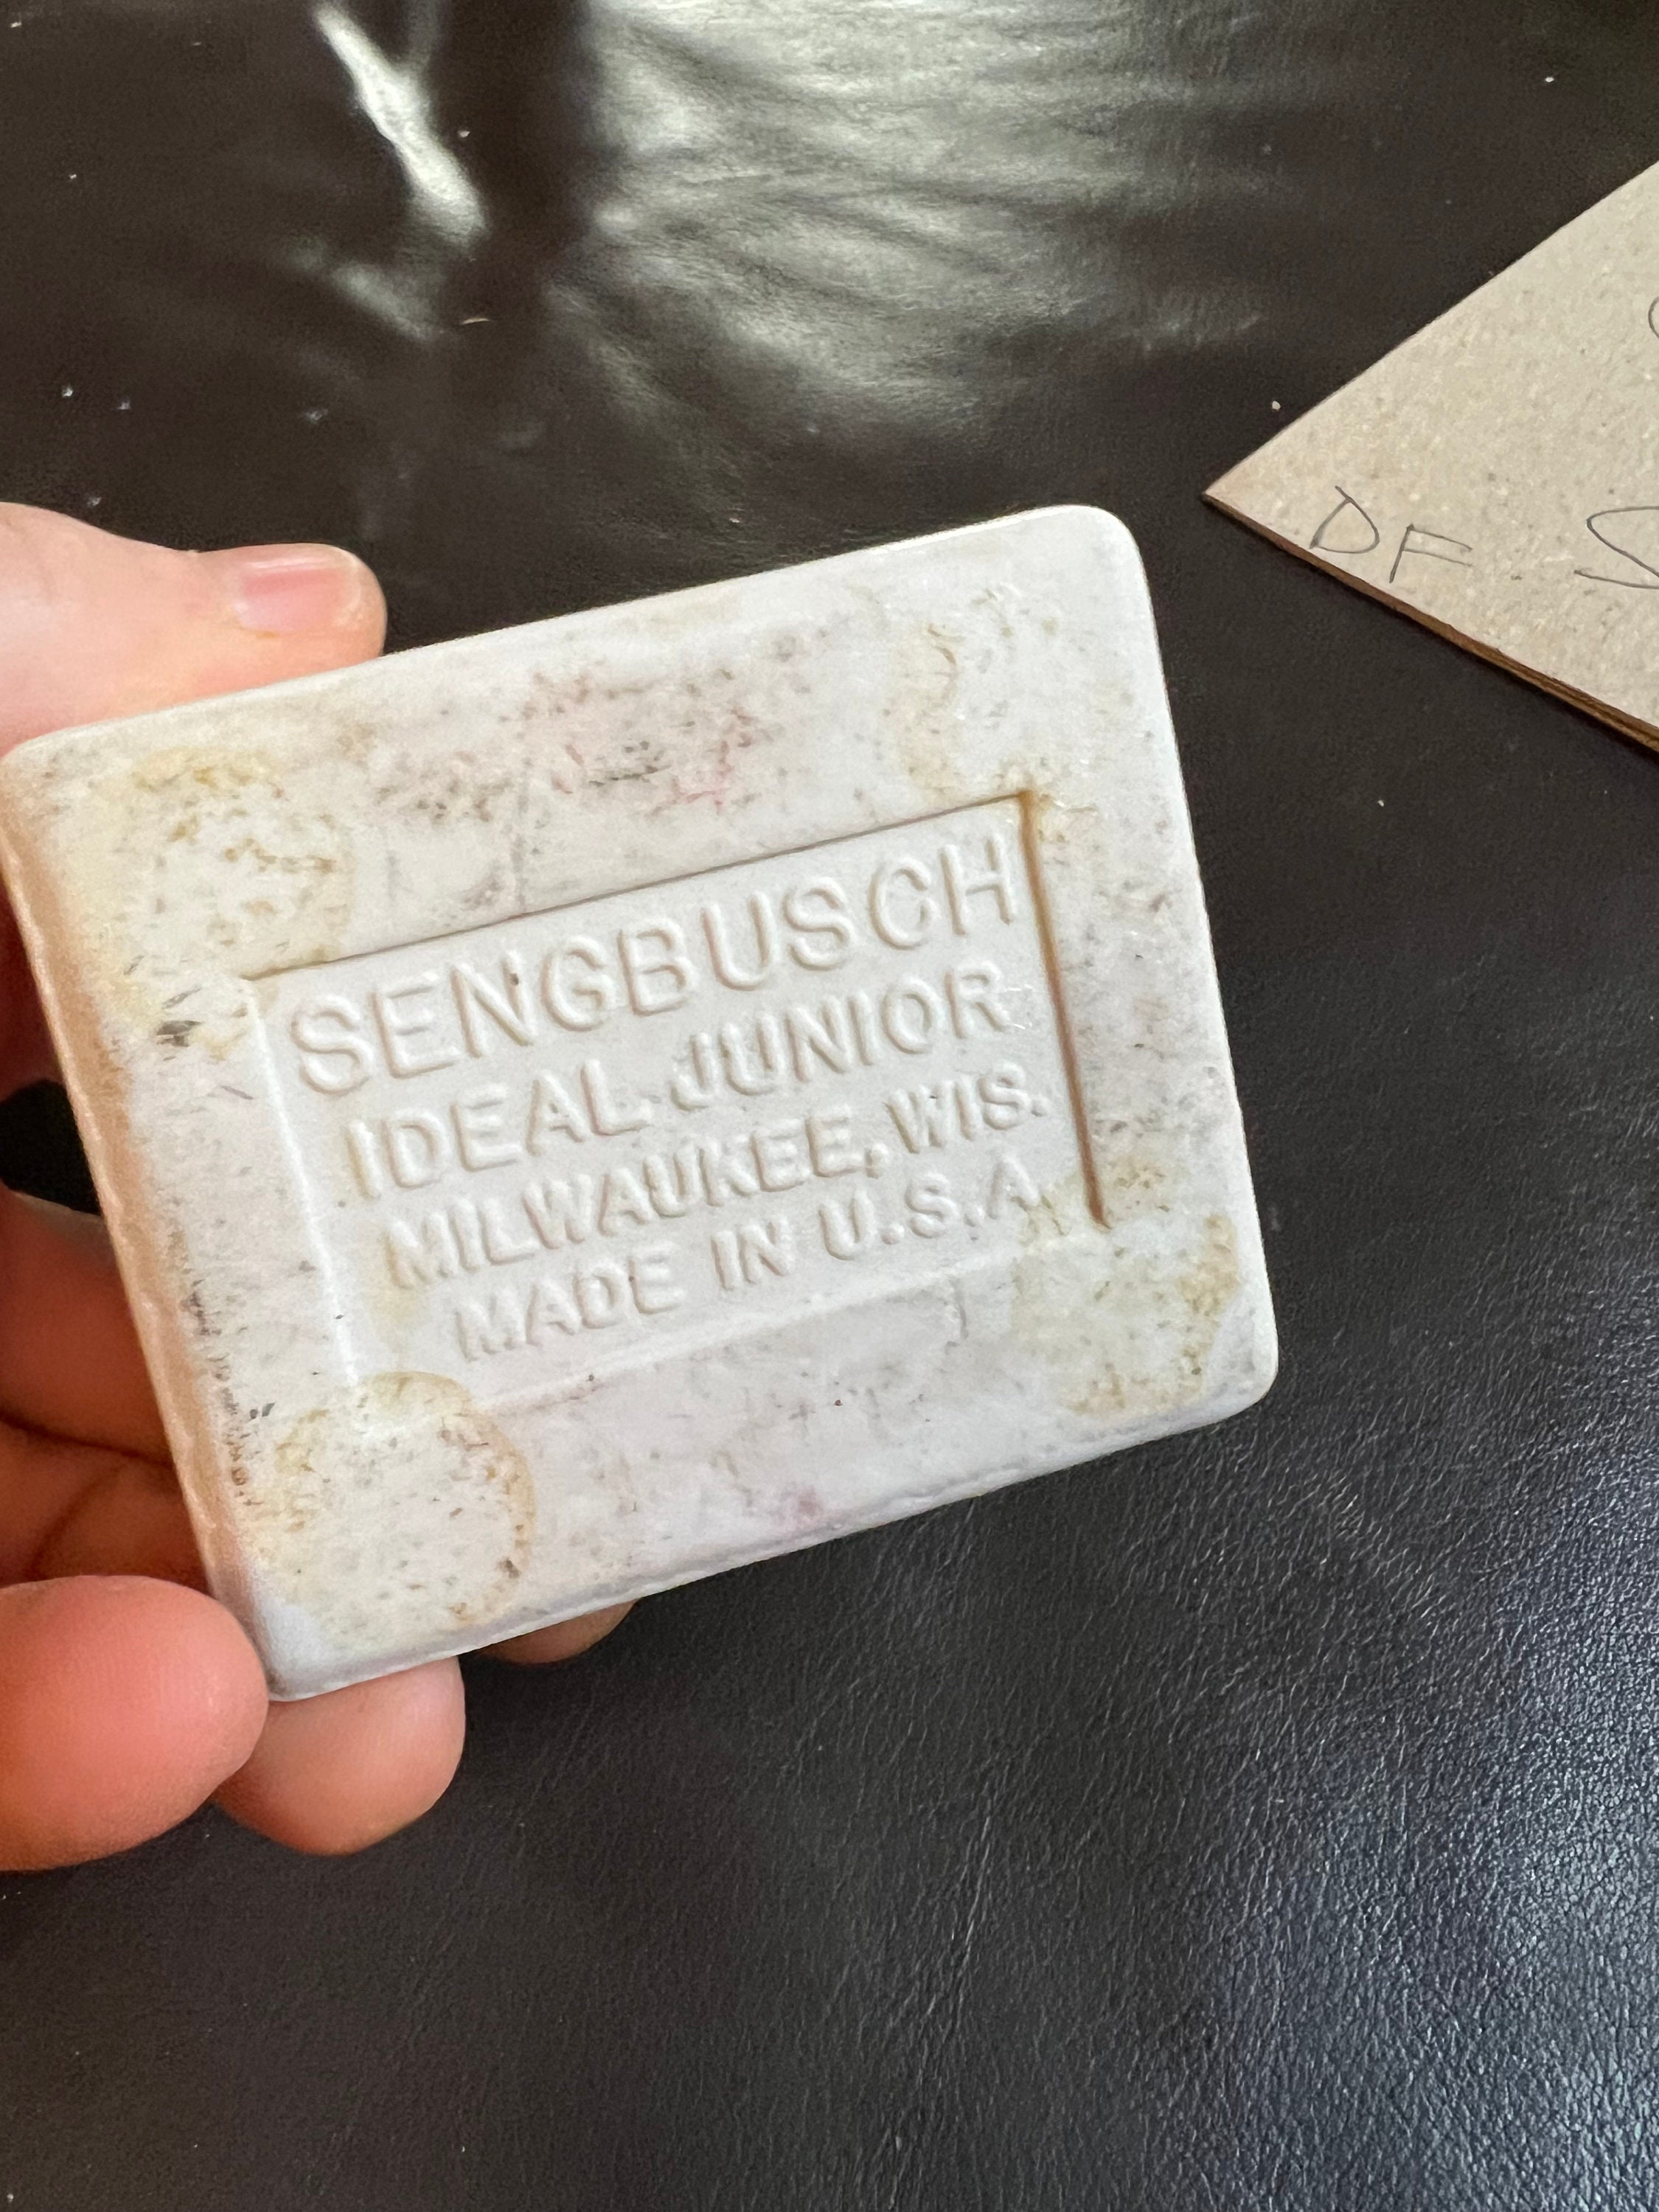 SENGBUSCH
IDEAL JUNIOR
MILWAUKEE, WIS.
MADE IN U.S.A
DF